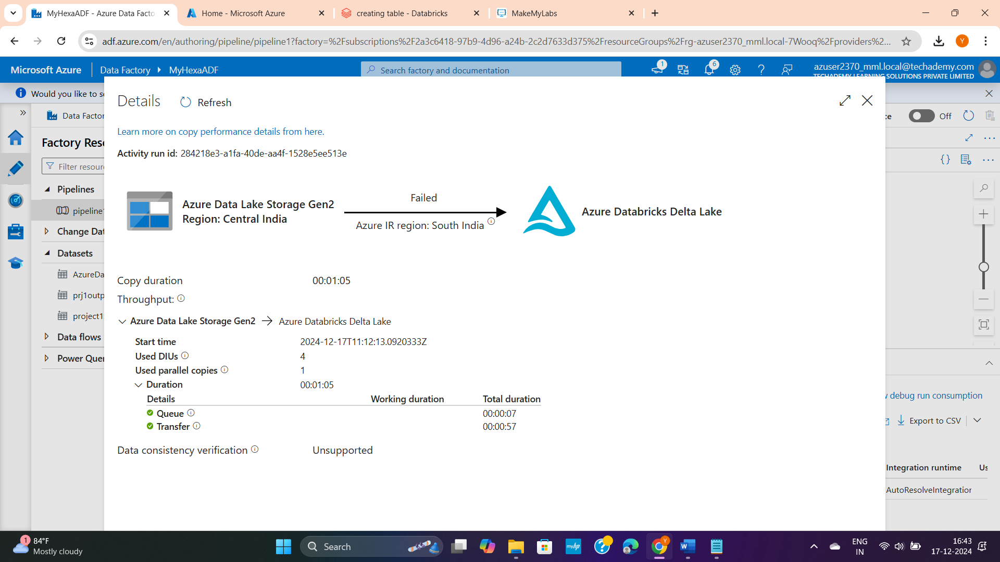 MyHexaADF - Azure Data Facto
Home - Microsoft Azure
creating table - Databricks
MakeMyLabs
adf.azure.com/en/authoring/pipeline/pipeline1?factory=%2Fsubscriptions%2F2a3c6418-97b9-4d96-a24b-2c2d7633d375%2FresourceGroups%2Frg-azuser2370_mml.local-7Wooq%2Fproviders%2...
Y
Microsoft Azure
Data Factory
MyHexaADF
Search factory and documentation
1
6
azuser2370_mml.local@techademy.com
TECHADEMY LEARNING SOLUTIONS PRIVATE LIMITED
Would you like to s
Data Factor
ce
Off
Factory Res
Filter resour
Pipelines
pipeline1
Change Dat
Datasets
AzureDa
prj1outp
project1
Data flows
Power Quer
Details
Refresh
Learn more on copy performance details from here.
Activity run id: 284218e3-a1fa-40de-aa4f-1528e5ee513e
Azure Data Lake Storage Gen2
Region: Central India
Failed
Azure IR region: South India
Azure Databricks Delta Lake
Copy duration 00:01:05
Throughput:
Azure Data Lake Storage Gen2 → Azure Databricks Delta Lake
Start time 2024-12-17T11:12:13.0920333Z
Used DIUs 4
Used parallel copies 1
Duration 00:01:05
Details Working duration Total duration
Queue 00:00:07
Transfer 00:00:57
Data consistency verification Unsupported
debug run consumption
Export to CSV
Integration runtime
Us
AutoResolveIntegration
1
84°F
Mostly cloudy
Search
myhp
Y
ENG
IN
16:43
17-12-2024